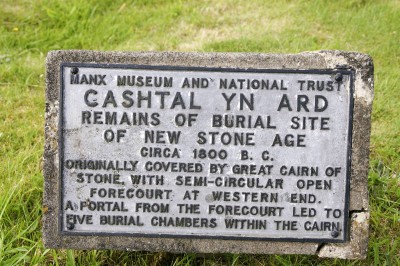 MANX MUSEUM AND NATIONAL TRUST
CASHTAL YN ARD
REMAINS OF BURIAL SITE
OF NEW STONE AGE
CIRCA 1800 B.C.
ORIGINALLY COVERED BY GREAT CAIRN OF
STONE, WITH SEMI-CIRCULAR OPEN
FORECOURT AT WESTERN END.
A PORTAL FROM THE FORECOURT LED TO
FIVE BURIAL CHAMBERS WITHIN THE CAIRN.